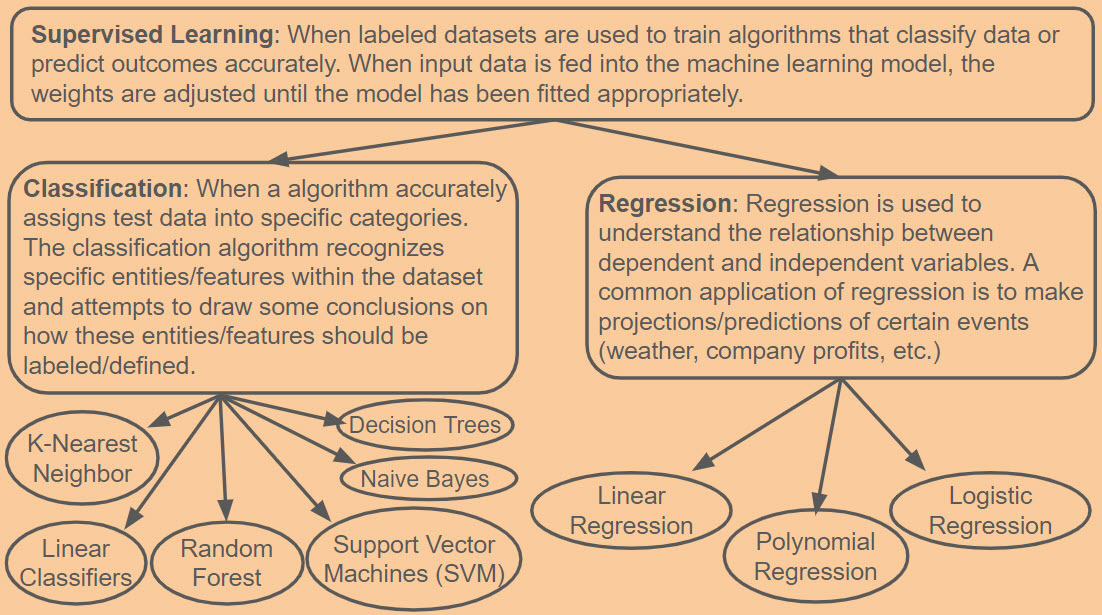 Supervised Learning: When labeled datasets are used to train algorithms that classify data or
predict outcomes accurately. When input data is fed into the machine learning model, the
weights are adjusted until the model has been fitted appropriately.
Classification: When a algorithm accurately
assigns test data into specific categories.
The classification algorithm recognizes
specific entities/features within the dataset
and attempts to draw some conclusions on
how these entities/features should be
labeled/defined.
Regression: Regression is used to
understand the relationship between
dependent and independent variables. A
common application of regression is to make
projections/predictions of certain events
(weather, company profits, etc.)
K-Nearest
Neighbor
Decision Trees
Naive Bayes
Linear
Classifiers
Random
Forest
Support Vector
Machines (SVM)
Linear
Regression
Polynomial
Regression
Logistic
Regression